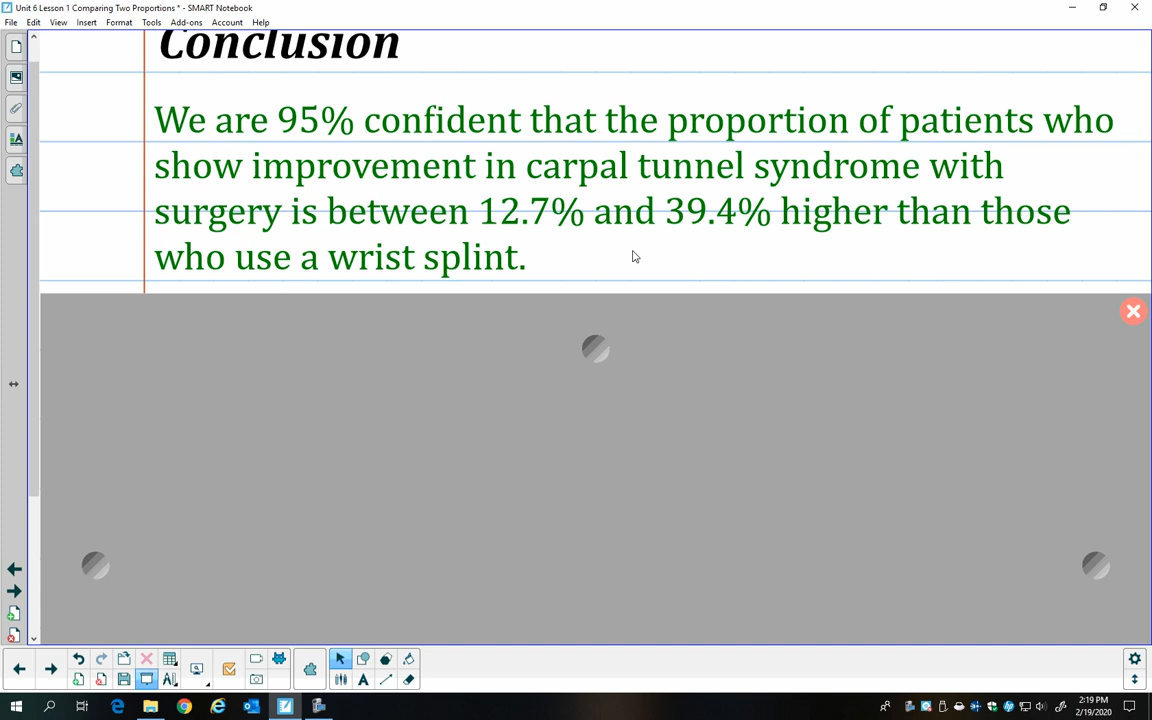 Unit 6 Lesson 1 Comparing Two Proportions * - SMART Notebook
File Edit View Insert Format Tools Add-ons Account Help
Conclusion
We are 95% confident that the proportion of patients who
show improvement in carpal tunnel syndrome with
surgery is between 12.7% and 39.4% higher than those
who use a wrist splint.
2:19 PM
2/19/2020